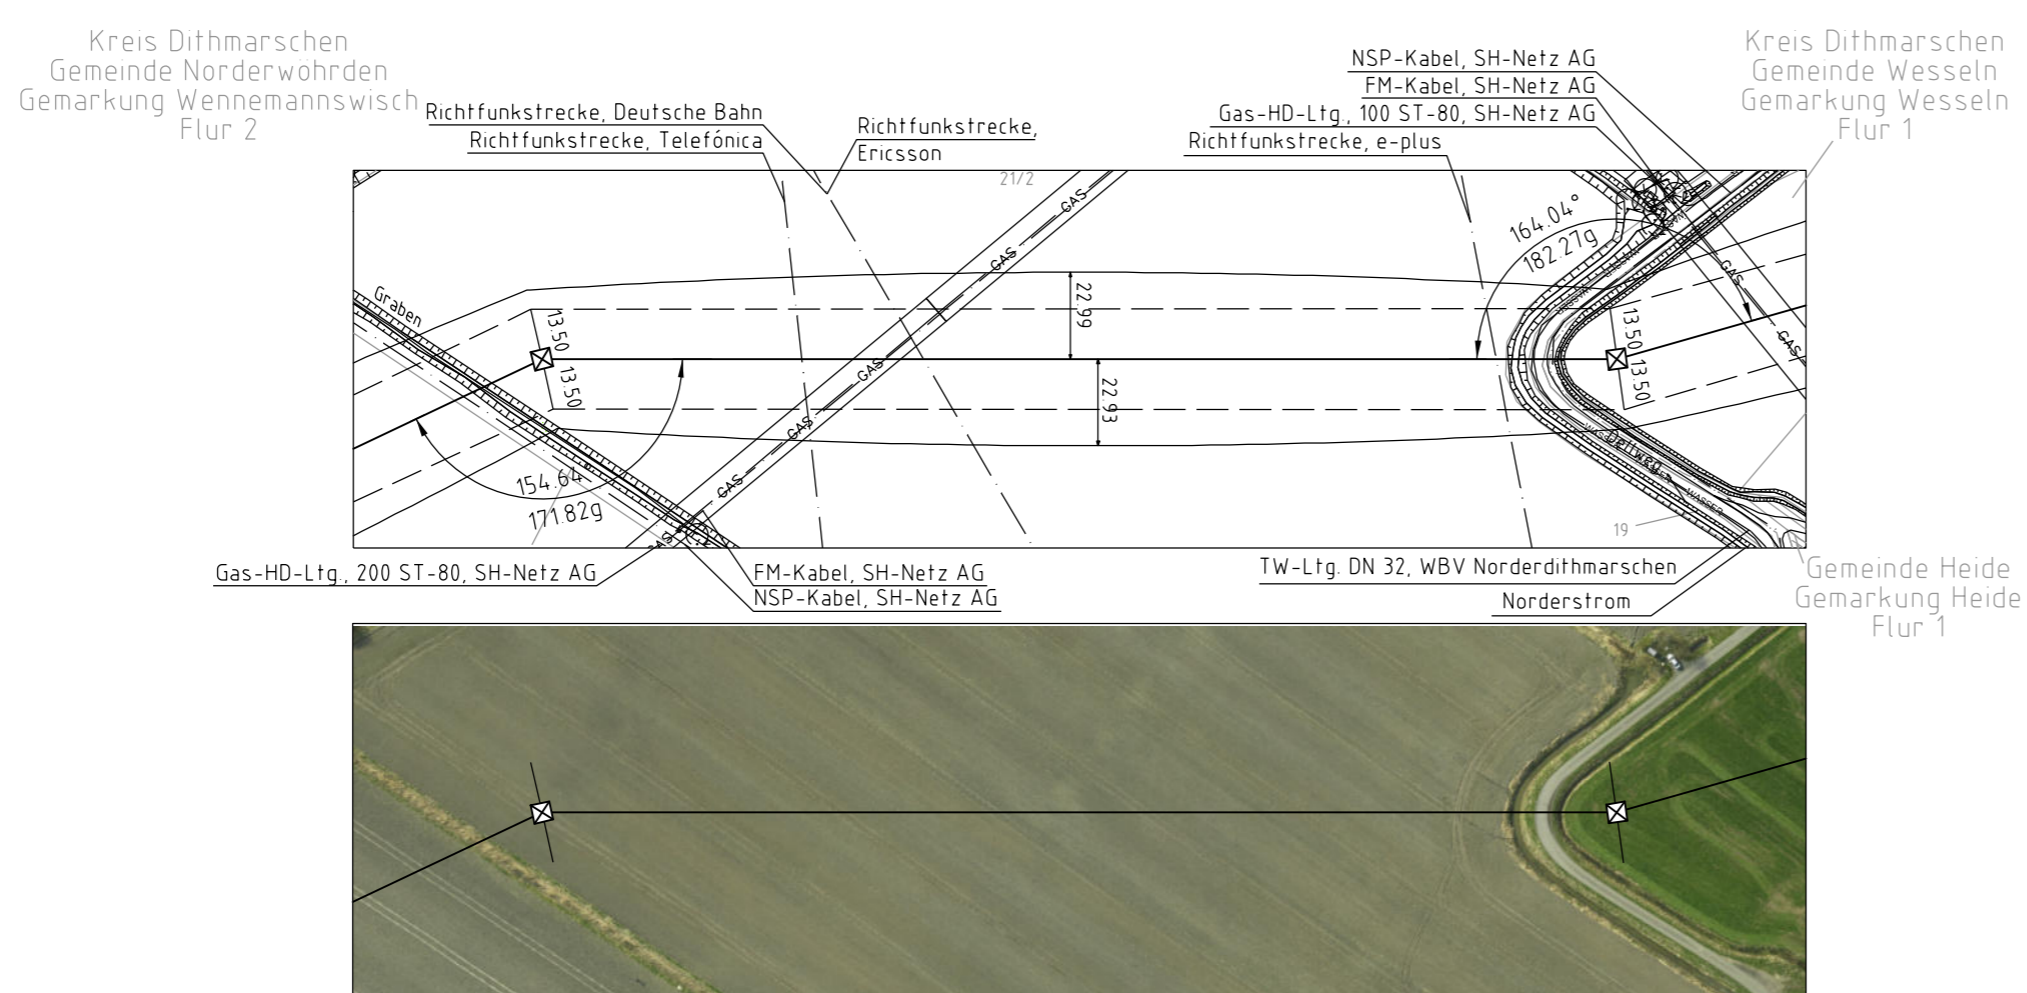 Kreis Dithmarschen
Gemeinde Norderwöhrden
Gemarkung Wennemannswisch
Flur 2
Richtfunkstrecke, Deutsche Bahn
Richtfunkstrecke, Telefónica
Richtfunkstrecke,
Ericsson
NSP-Kabel, SH-Netz AG
FM-Kabel, SH-Netz AG
Gas-HD-Ltg., 100 ST-80, SH-Netz AG
Richtfunkstrecke, e-plus
Kreis Dithmarschen
Gemeinde Wesseln
Gemarkung Wesseln
Flur 1
21/2
GAS
GAS
GAS
GAS
GAS
GAS
GAS
Graben
13.50
13.50
22.99
22.93
164.04°
182.27g
13.50
13.50
154.64
171.82g
Dellweg
WASSER
19
Gas-HD-Ltg., 200 ST-80, SH-Netz AG
FM-Kabel, SH-Netz AG
NSP-Kabel, SH-Netz AG
TW-Ltg. DN 32, WBV Norderdithmarschen
Norderstrom
Gemeinde Heide
Gemarkung Heide
Flur 1